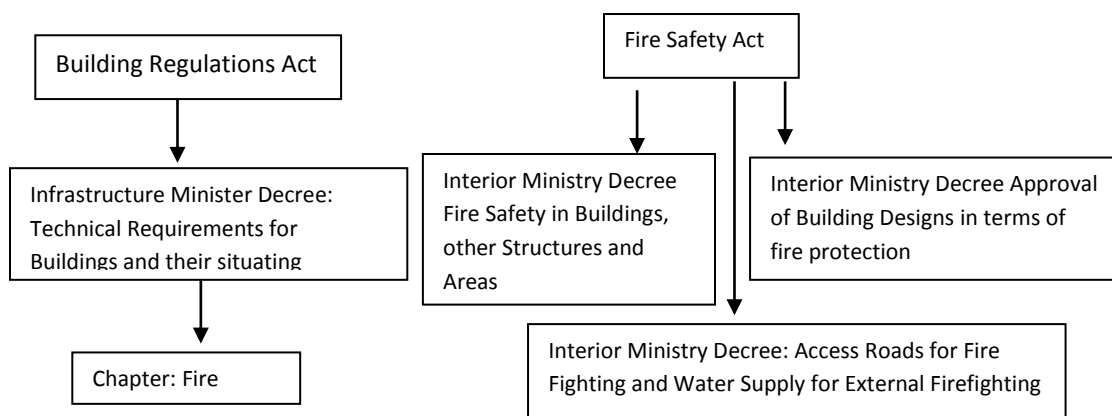 Building Regulations Act
Infrastructure Minister Decree:
Technical Requirements for
Buildings and their situating
Chapter: Fire
Fire Safety Act
Interior Ministry Decree
Fire Safety in Buildings,
other Structures and
Areas
Interior Ministry Decree Approval
of Building Designs in terms of
fire protection
Interior Ministry Decree: Access Roads for Fire
Fighting and Water Supply for External Firefighting